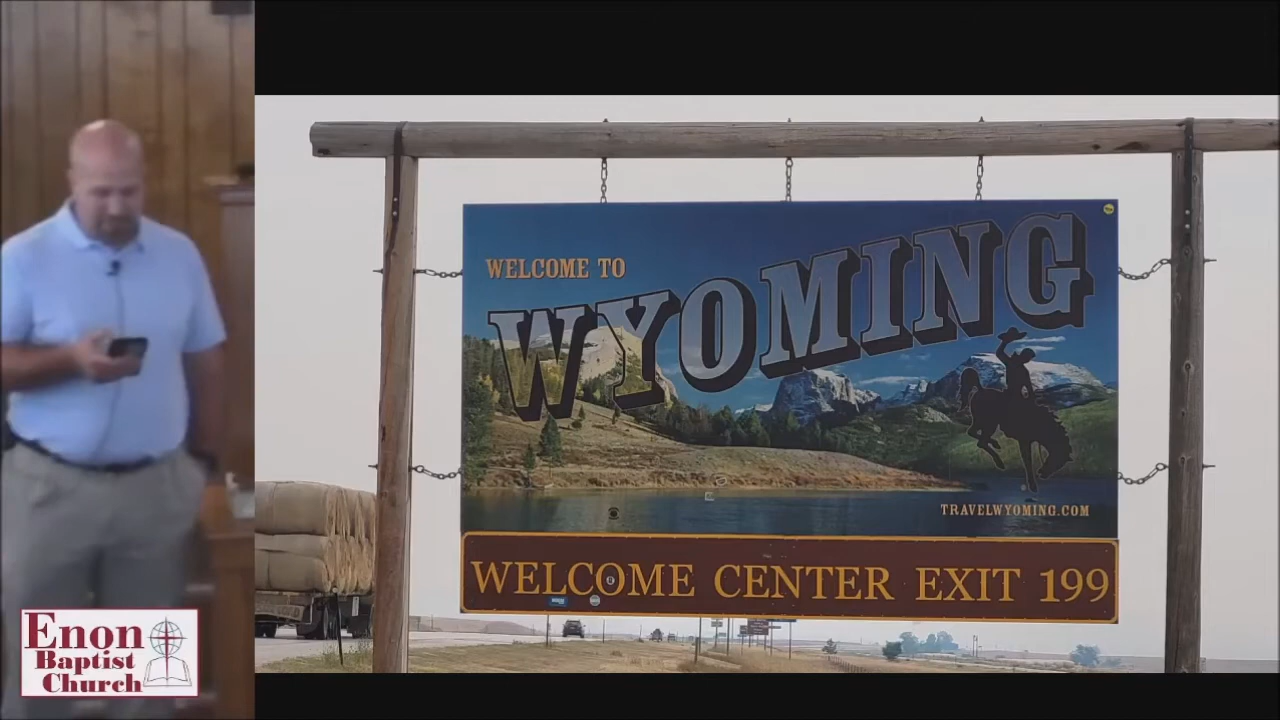 WELCOME TO
WYOMING
TRAVELWYOMING.COM
WELCOME CENTER EXIT 199
Enon
Baptist
Church